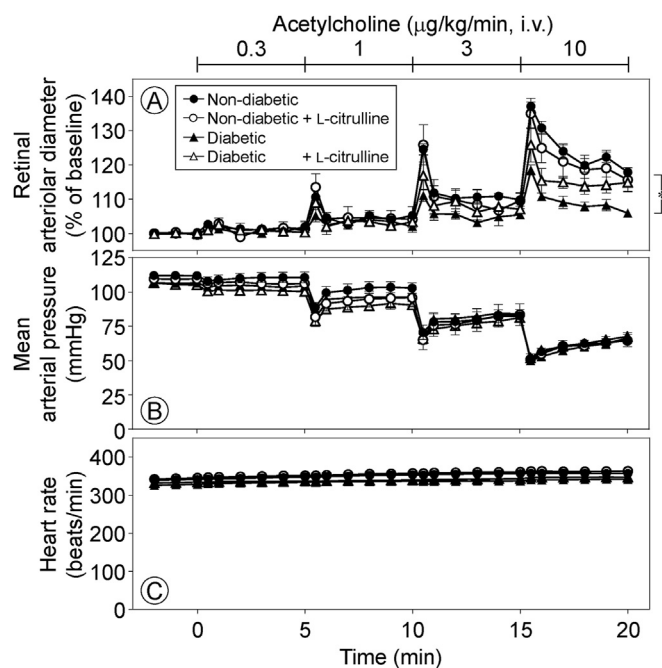 Acetylcholine (μg/kg/min, i.v.)
0.3 1 3 10
A
Non-diabetic
Non-diabetic + L-citrulline
Diabetic
Diabetic + L-citrulline
Retinal
arteriolar diameter
(% of baseline)
140
130
120
110
100
*
B
Mean
arterial pressure
(mmHg)
125
100
75
50
25
0
C
Heart rate
(beats/min)
400
300
200
100
0
0 5 10 15 20
Time (min)